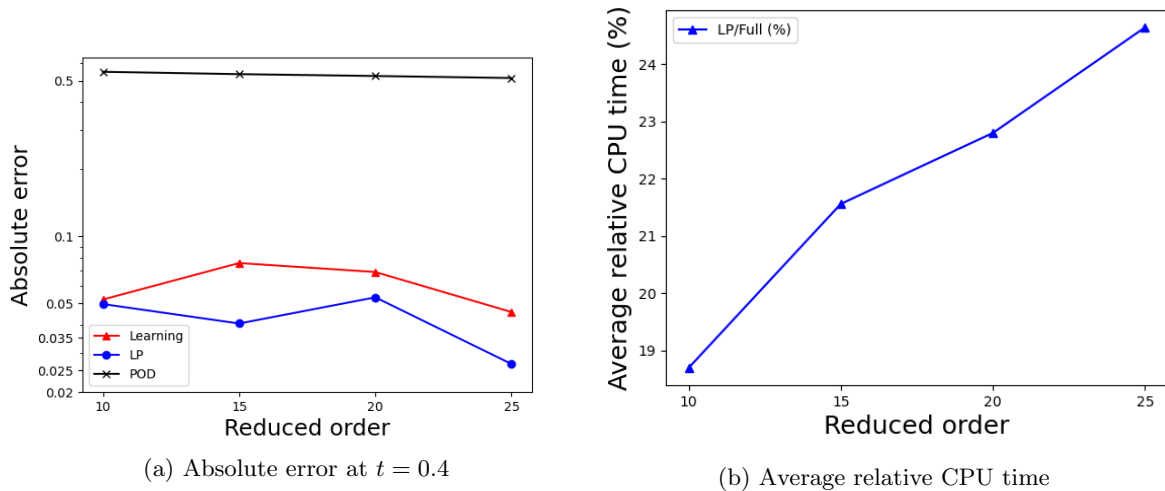 Absolute error
0.5
0.1
0.05
0.035
0.025
0.02
Learning
LP
POD
10
15
20
25
Reduced order
(a) Absolute error at t = 0.4
Average relative CPU time (%)
LP/Full (%)
24
23
22
21
20
19
10
15
20
25
Reduced order
(b) Average relative CPU time